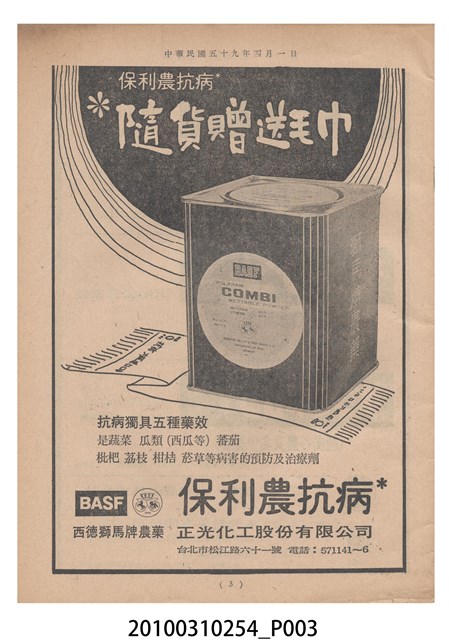 中華民國五十九年四月一日
保利農抗病*
*隨貨贈送毛巾
BASF
COMBI
抗病獨具五種藥效
是蔬菜 瓜類(西瓜等) 蕃茄
枇杷 荔枝 柑桔 菸草等病害的預防及治療劑
BASF 保利農抗病*
西德獅馬牌農藥 正光化工股份有限公司
台北市松江路六十一號 電話:571141~6
(3)
20100310254_P003